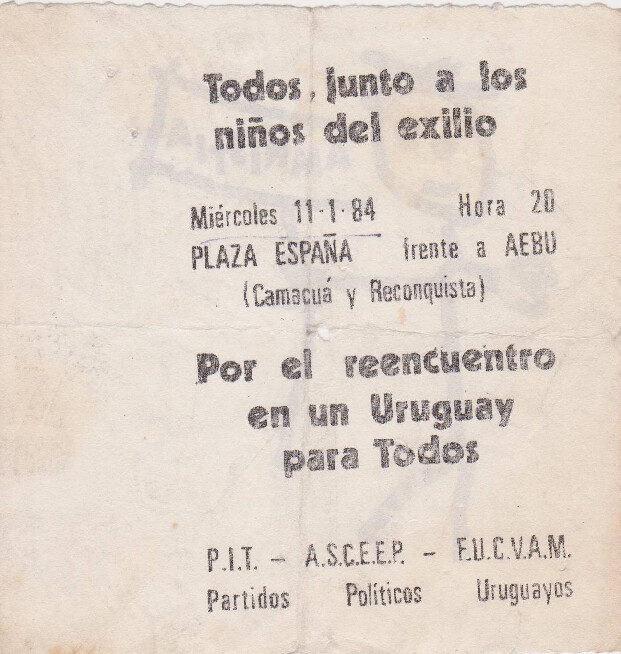 Todos, junto a los
niños del exilio
Miércoles 11·1·84 Hora 20
PLAZA ESPAÑA frente a AEBU
(Camacuá y Reconquista)
Por el reencuentro
en un Uruguay
para Todos
P.I.T. — A.S.C.E.E.P. — F.U.C.V.A.M.
Partidos Políticos Uruguayos